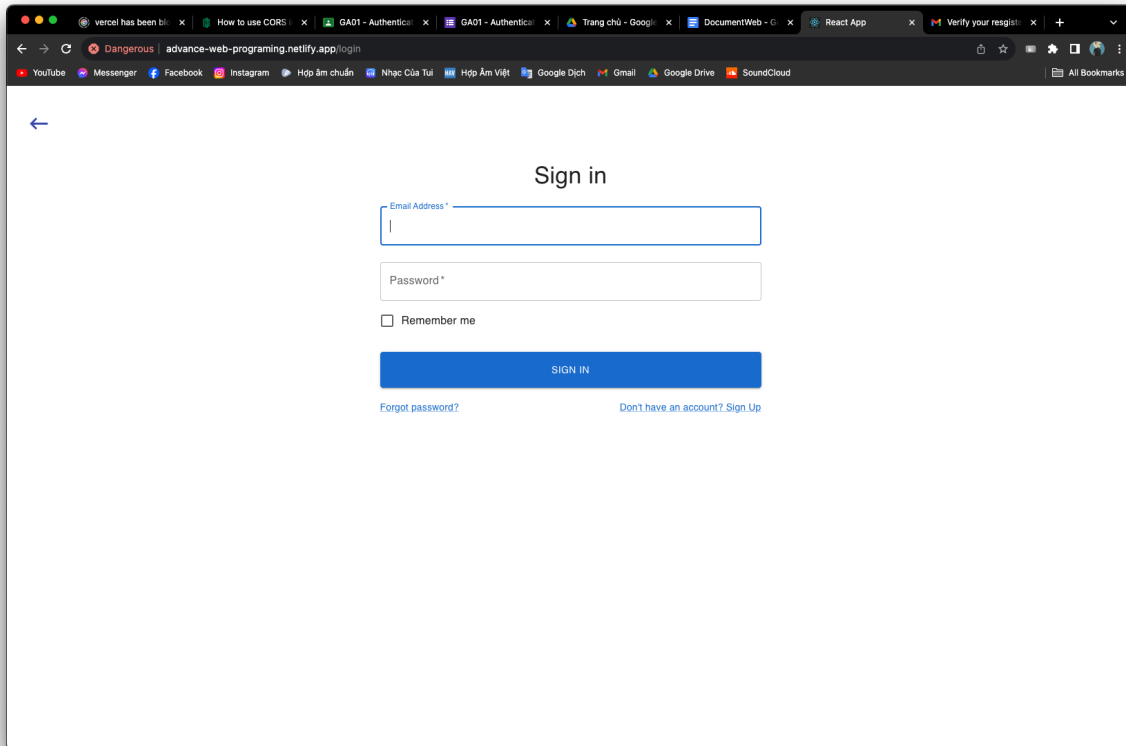 vercel has been blo
How to use CORS i
GA01 - Authenticat
GA01 - Authenticat
Trang chủ - Google
DocumentWeb - G
React App
Verify your resgiste
Dangerous advance-web-programing.netlify.app/login
YouTube Messenger Facebook Instagram Hợp âm chuẩn Nhạc Của Tui Hợp Âm Việt Google Dịch Gmail Google Drive SoundCloud All Bookmarks
Sign in
Email Address *
Password *
Remember me
SIGN IN
Forgot password? Don't have an account? Sign Up